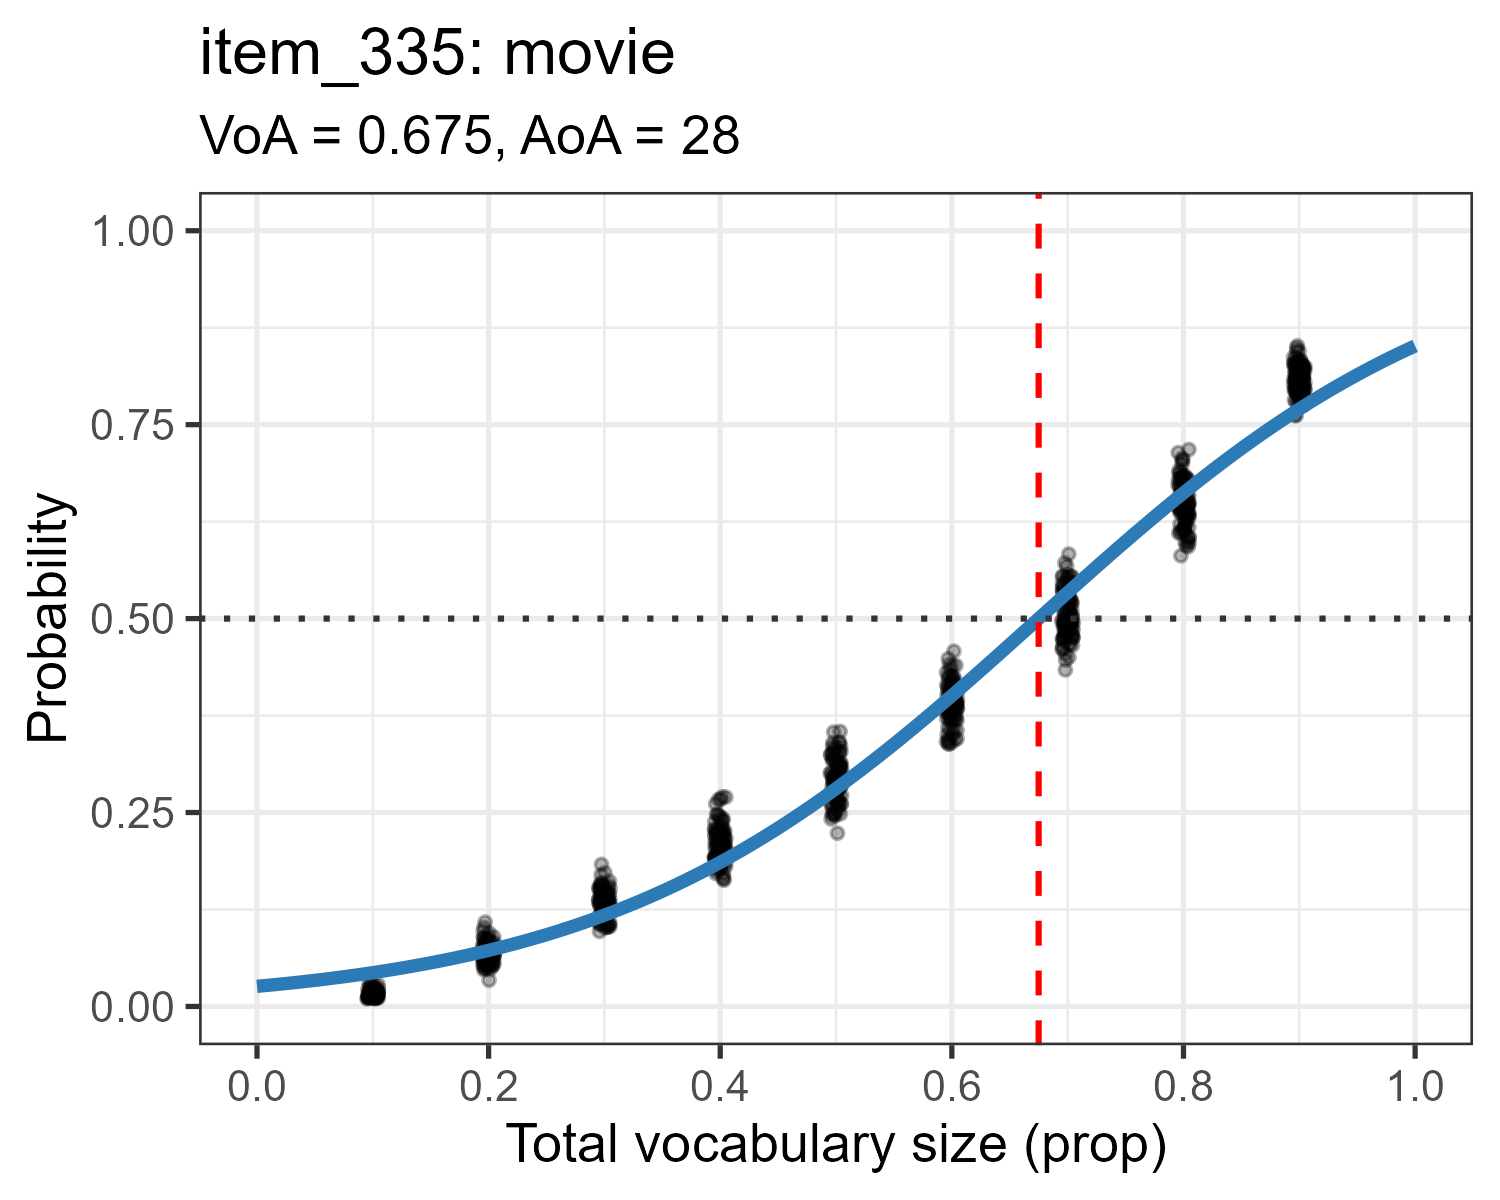 item_335: movie
VoA = 0.675, AoA = 28
1.00
0.75
0.50
0.25
0.00
Probability
0.0 0.2 0.4 0.6 0.8 1.0
Total vocabulary size (prop)